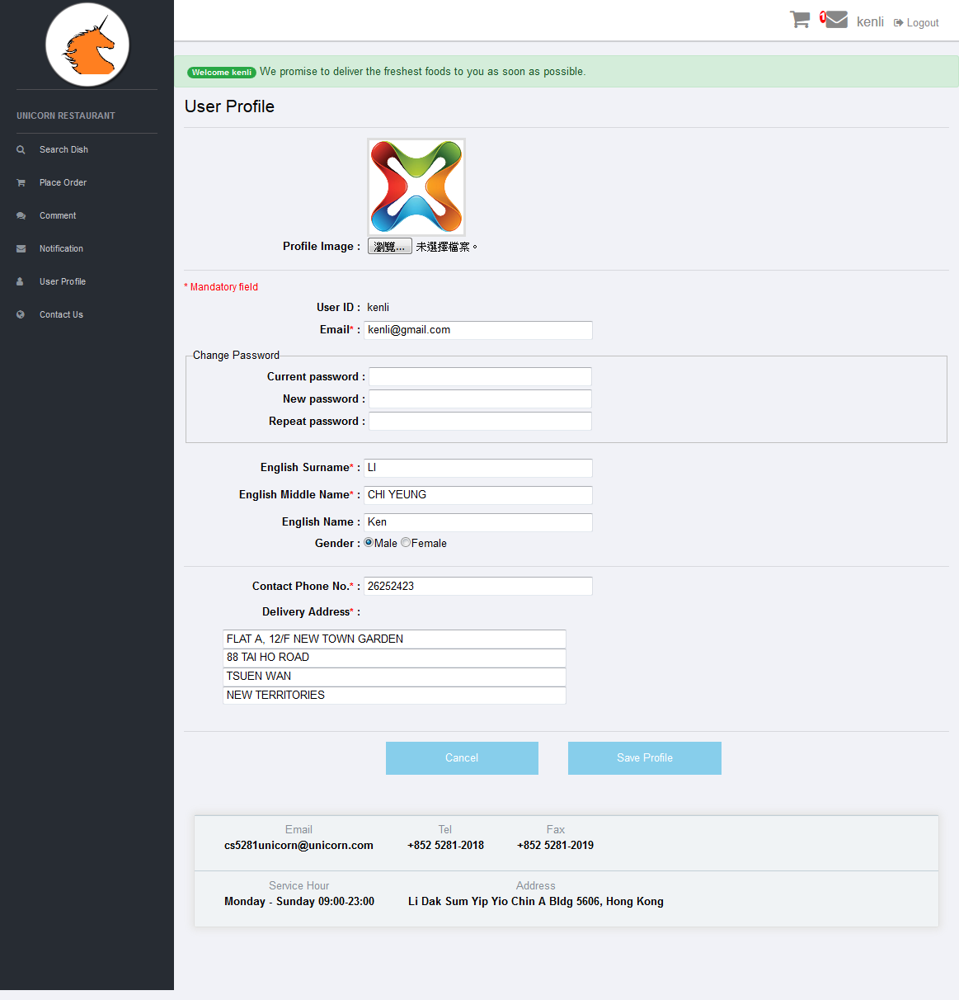 1 kenli Logout
Welcome kenli We promise to deliver the freshest foods to you as soon as possible.
UNICORN RESTAURANT
Search Dish
Place Order
Comment
Notification
User Profile
Contact Us
User Profile
Profile Image : 瀏覽... 未選擇檔案。
* Mandatory field
User ID : kenli
Email* : kenli@gmail.com
Change Password
Current password :
New password :
Repeat password :
English Surname* : LI
English Middle Name* : CHI YEUNG
English Name : Ken
Gender : Male Female
Contact Phone No.* : 26252423
Delivery Address* :
FLAT A, 12/F NEW TOWN GARDEN
88 TAI HO ROAD
TSUEN WAN
NEW TERRITORIES
Cancel Save Profile
Email Tel Fax
cs5281unicorn@unicorn.com +852 5281-2018 +852 5281-2019
Service Hour Address
Monday - Sunday 09:00-23:00 Li Dak Sum Yip Yio Chin A Bldg 5606, Hong Kong